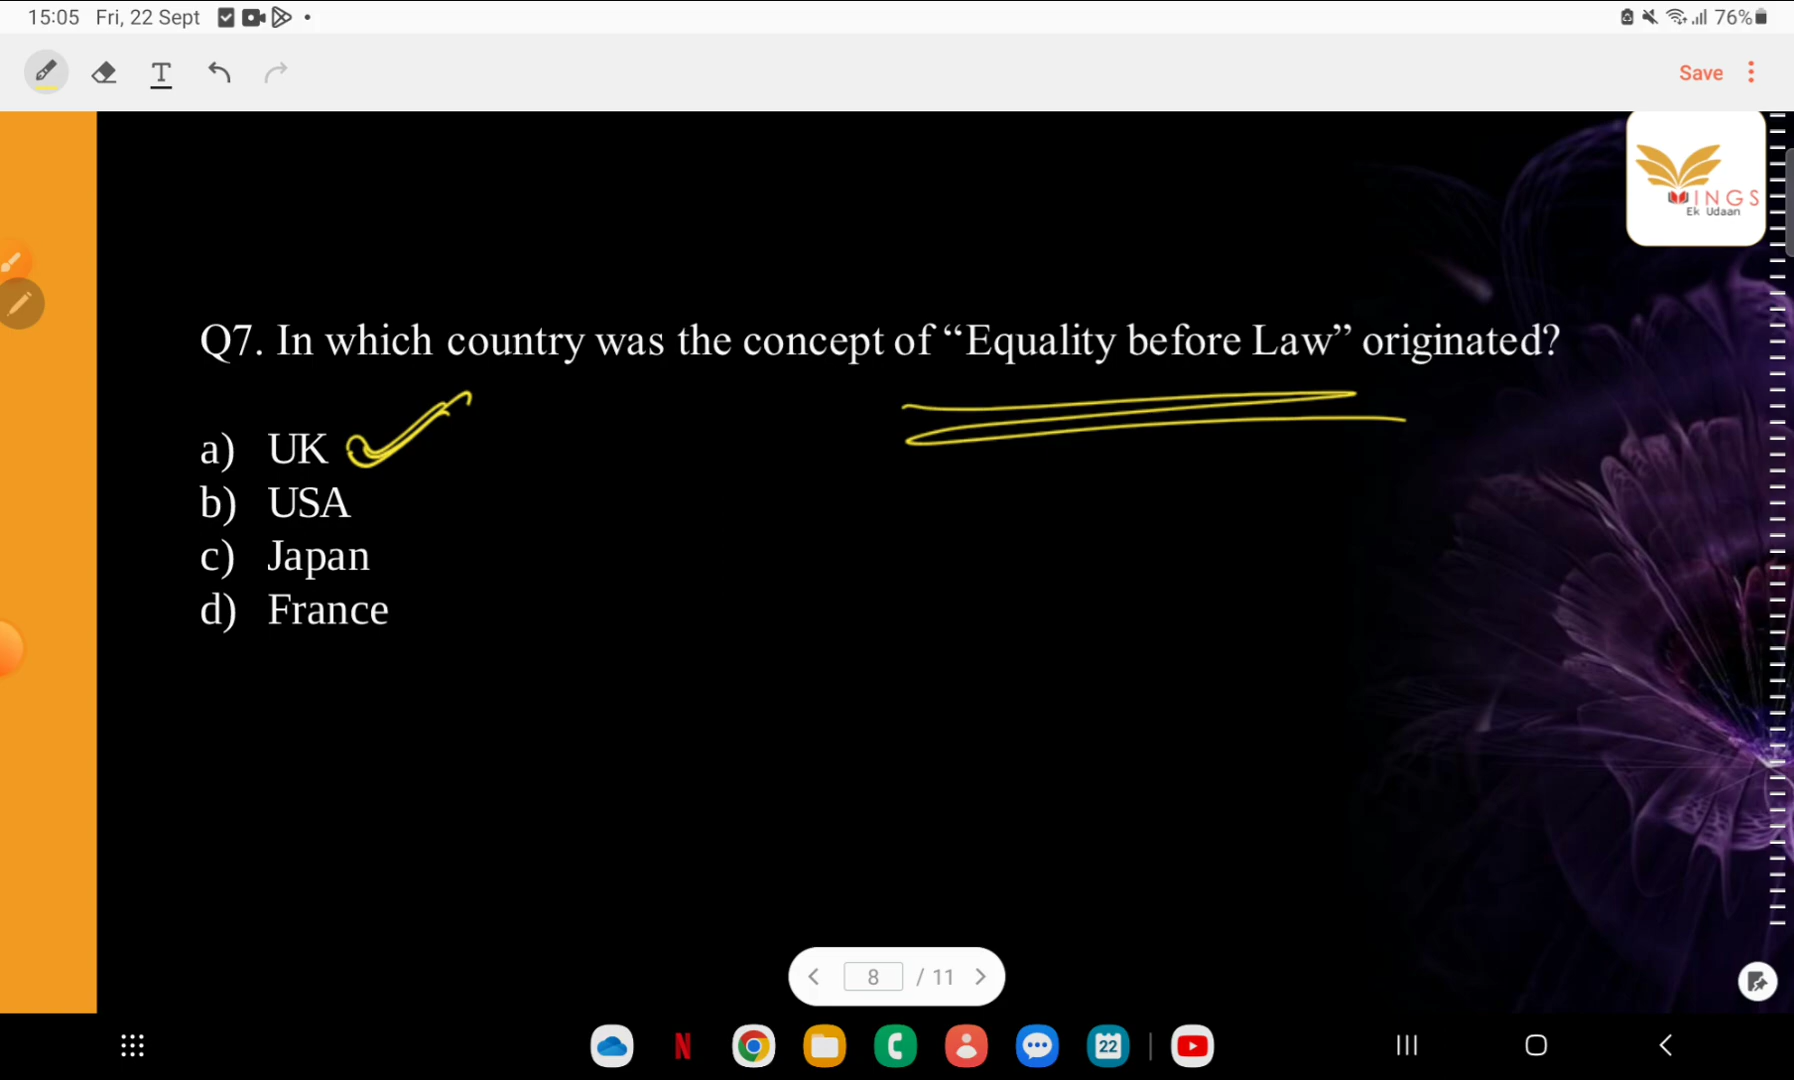 15:05 Fri, 22 Sept
76%
T
Save
WINGS
Ek Udaan
Q7. In which country was the concept of “Equality before Law” originated?
a) UK
b) USA
c) Japan
d) France
8 / 11
N
22